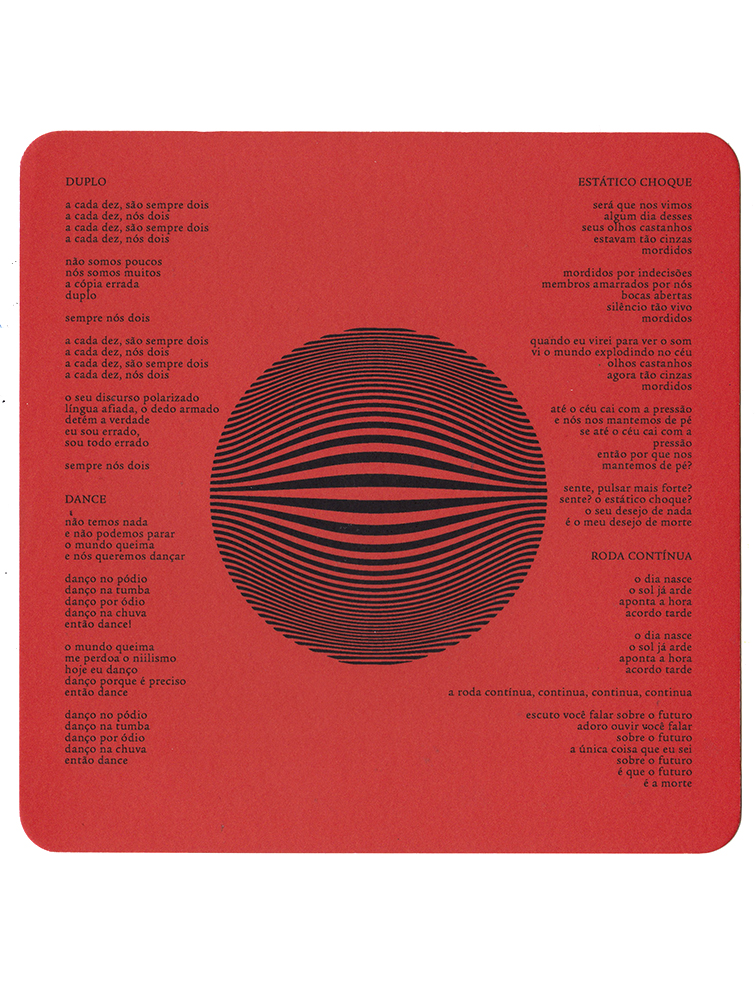 DUPLO
a cada dez, são sempre dois
a cada dez, nós dois
a cada dez, são sempre dois
a cada dez, nós dois
não somos poucos
nós somos muitos
a cópia errada
duplo
sempre nós dois
a cada dez, são sempre dois
a cada dez, nós dois
a cada dez, são sempre dois
a cada dez, nós dois
o seu discurso polarizado
língua afiada, o dedo armado
detêm a verdade
eu sou errado,
sou todo errado
sempre nós dois
DANCE
não temos nada
e não podemos parar
o mundo queima
e nós queremos dançar
danço no pódio
danço na tumba
danço por ódio
danço na chuva
então dance!
o mundo queima
me perdoa o niilismo
hoje eu danço
danço porque é preciso
então dance
danço no pódio
danço na tumba
danço por ódio
danço na chuva
então dance
ESTÁTICO CHOQUE
será que nos vimos
algum dia desses
seus olhos castanhos
estavam tão cinzas
mordidos
mordidos por indecisões
membros amarrados por nós
bocas abertas
silêncio tão vivo
mordidos
quando eu virei para ver o som
vi o mundo explodindo no céu
olhos castanhos
agora tão cinzas
mordidos
até o céu cai com a pressão
e nós nos mantemos de pé
se até o céu cai com a
pressão
então por que nos
mantemos de pé?
sente, pulsar mais forte?
sente? o estático choque?
o seu desejo de nada
é o meu desejo de morte
RODA CONTÍNUA
o dia nasce
o sol já arde
aponta a hora
acordo tarde
o dia nasce
o sol já arde
aponta a hora
acordo tarde
a roda contínua, continua, continua, continua
escuto você falar sobre o futuro
adoro ouvir você falar
sobre o futuro
a única coisa que eu sei
sobre o futuro
é que o futuro
é a morte